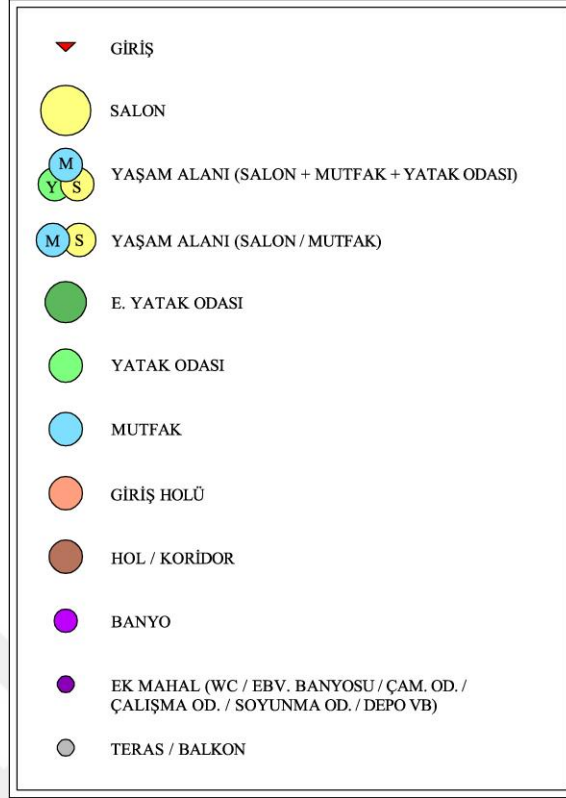 GİRİŞ
SALON
M
Y S
YAŞAM ALANI (SALON + MUTFAK + YATAK ODASI)
M S
YAŞAM ALANI (SALON / MUTFAK)
E. YATAK ODASI
YATAK ODASI
MUTFAK
GİRİŞ HOLÜ
HOL / KORİDOR
BANYO
EK MAHAL (WC / EBV. BANYOSU / ÇAM. OD. /
ÇALIŞMA OD. / SOYUNMA OD. / DEPO VB)
TERAS / BALKON